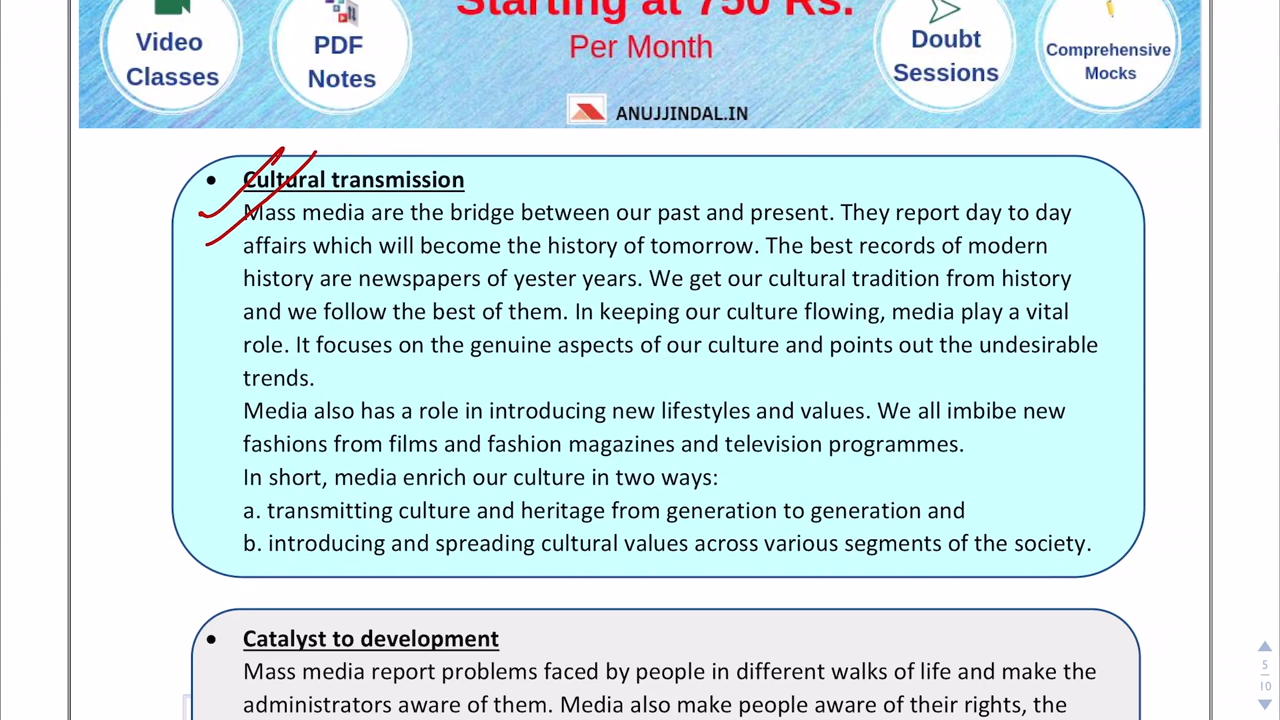 Starting at 750 Rs.
Per Month
Video
Classes
PDF
Notes
Doubt
Sessions
Comprehensive
Mocks
ANUJJINDAL.IN
• Cultural transmission
Mass media are the bridge between our past and present. They report day to day
affairs which will become the history of tomorrow. The best records of modern
history are newspapers of yester years. We get our cultural tradition from history
and we follow the best of them. In keeping our culture flowing, media play a vital
role. It focuses on the genuine aspects of our culture and points out the undesirable
trends.
Media also has a role in introducing new lifestyles and values. We all imbibe new
fashions from films and fashion magazines and television programmes.
In short, media enrich our culture in two ways:
a. transmitting culture and heritage from generation to generation and
b. introducing and spreading cultural values across various segments of the society.
• Catalyst to development
Mass media report problems faced by people in different walks of life and make the
administrators aware of them. Media also make people aware of their rights, the
5
10